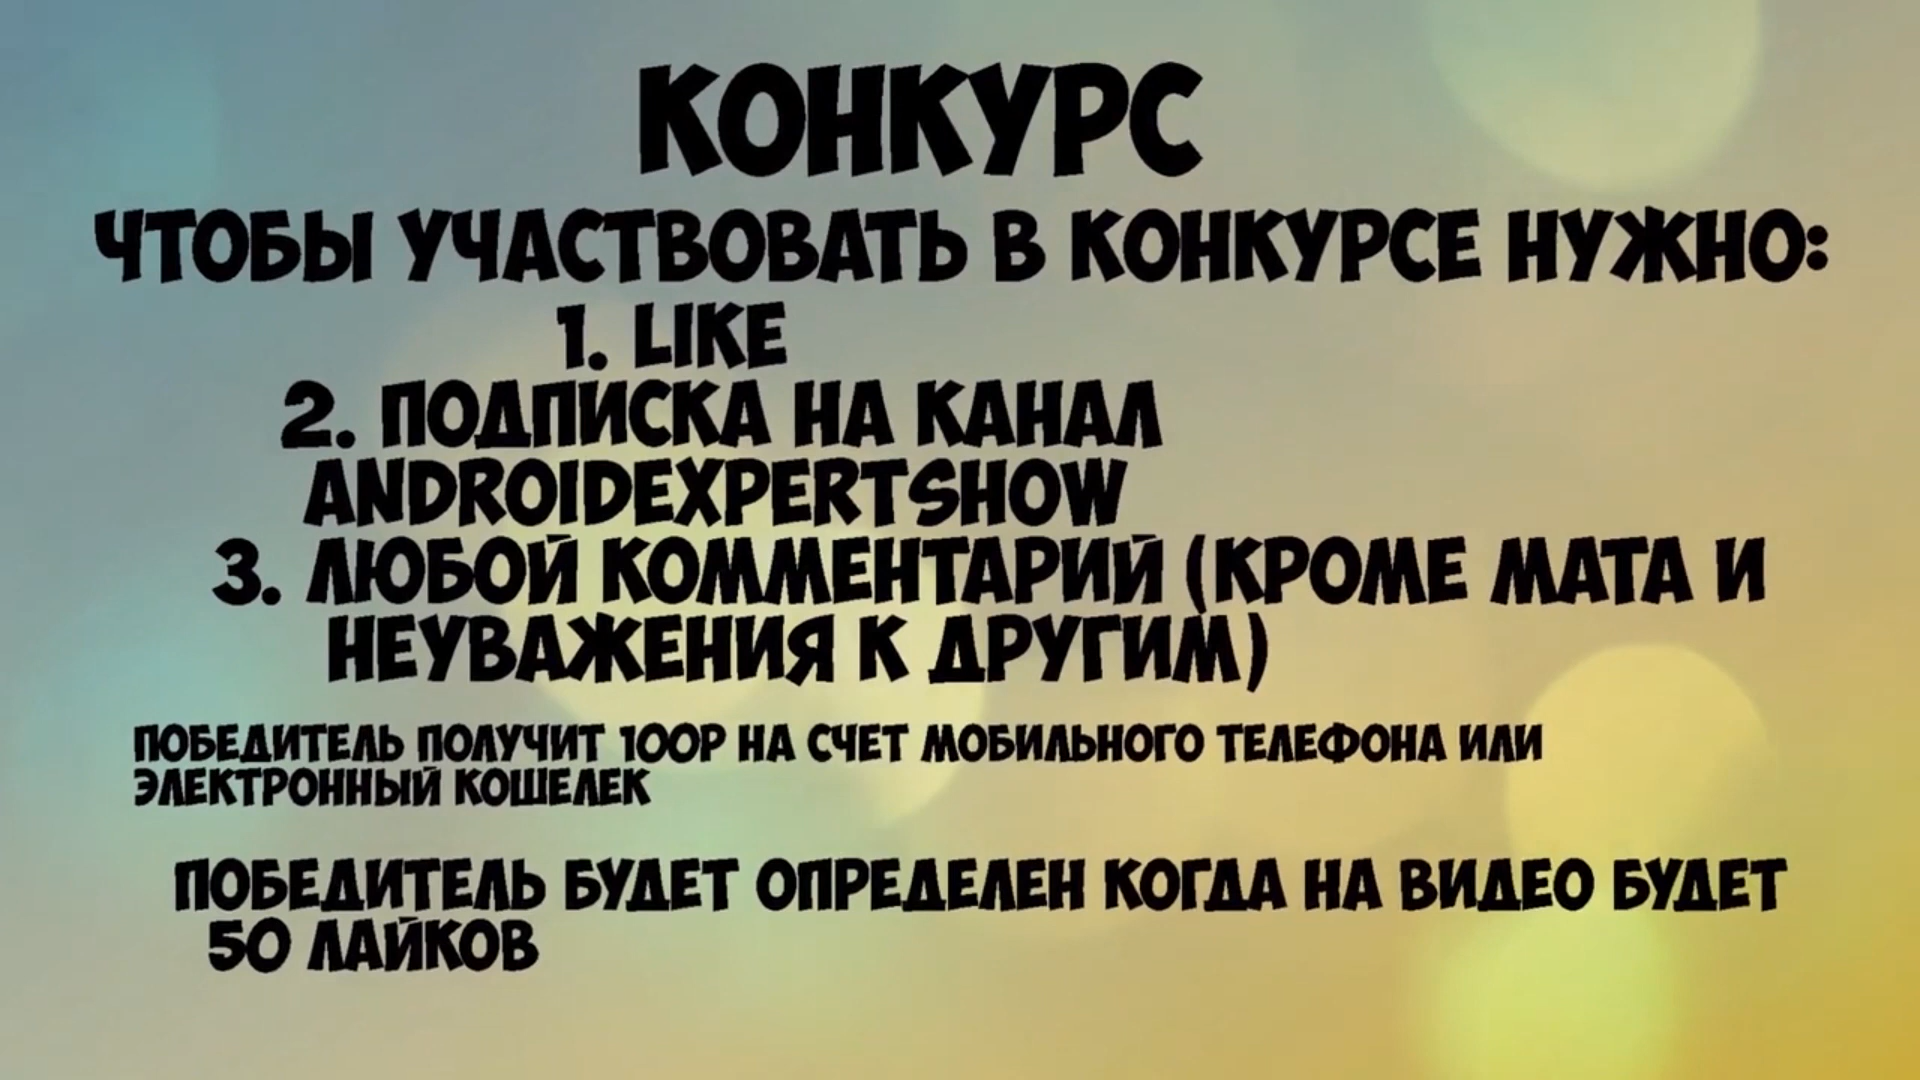 КОНКУРС
ЧТОБЫ УЧАСТВОВАТЬ В КОНКУРСЕ НУЖНО:
1. LIKE
2. ПОДПИСКА НА КАНАЛ
ANDROIDEXPERTSHOW
3. ЛЮБОЙ КОММЕНТАРИЙ (КРОМЕ МАТА И
НЕУВАЖЕНИЯ К ДРУГИМ)
ПОБЕДИТЕЛЬ ПОЛУЧИТ 100Р НА СЧЕТ МОБИЛЬНОГО ТЕЛЕФОНА ИЛИ
ЭЛЕКТРОННЫЙ КОШЕЛЕК
ПОБЕДИТЕЛЬ БУДЕТ ОПРЕДЕЛЕН КОГДА НА ВИДЕО БУДЕТ
50 ЛАЙКОВ